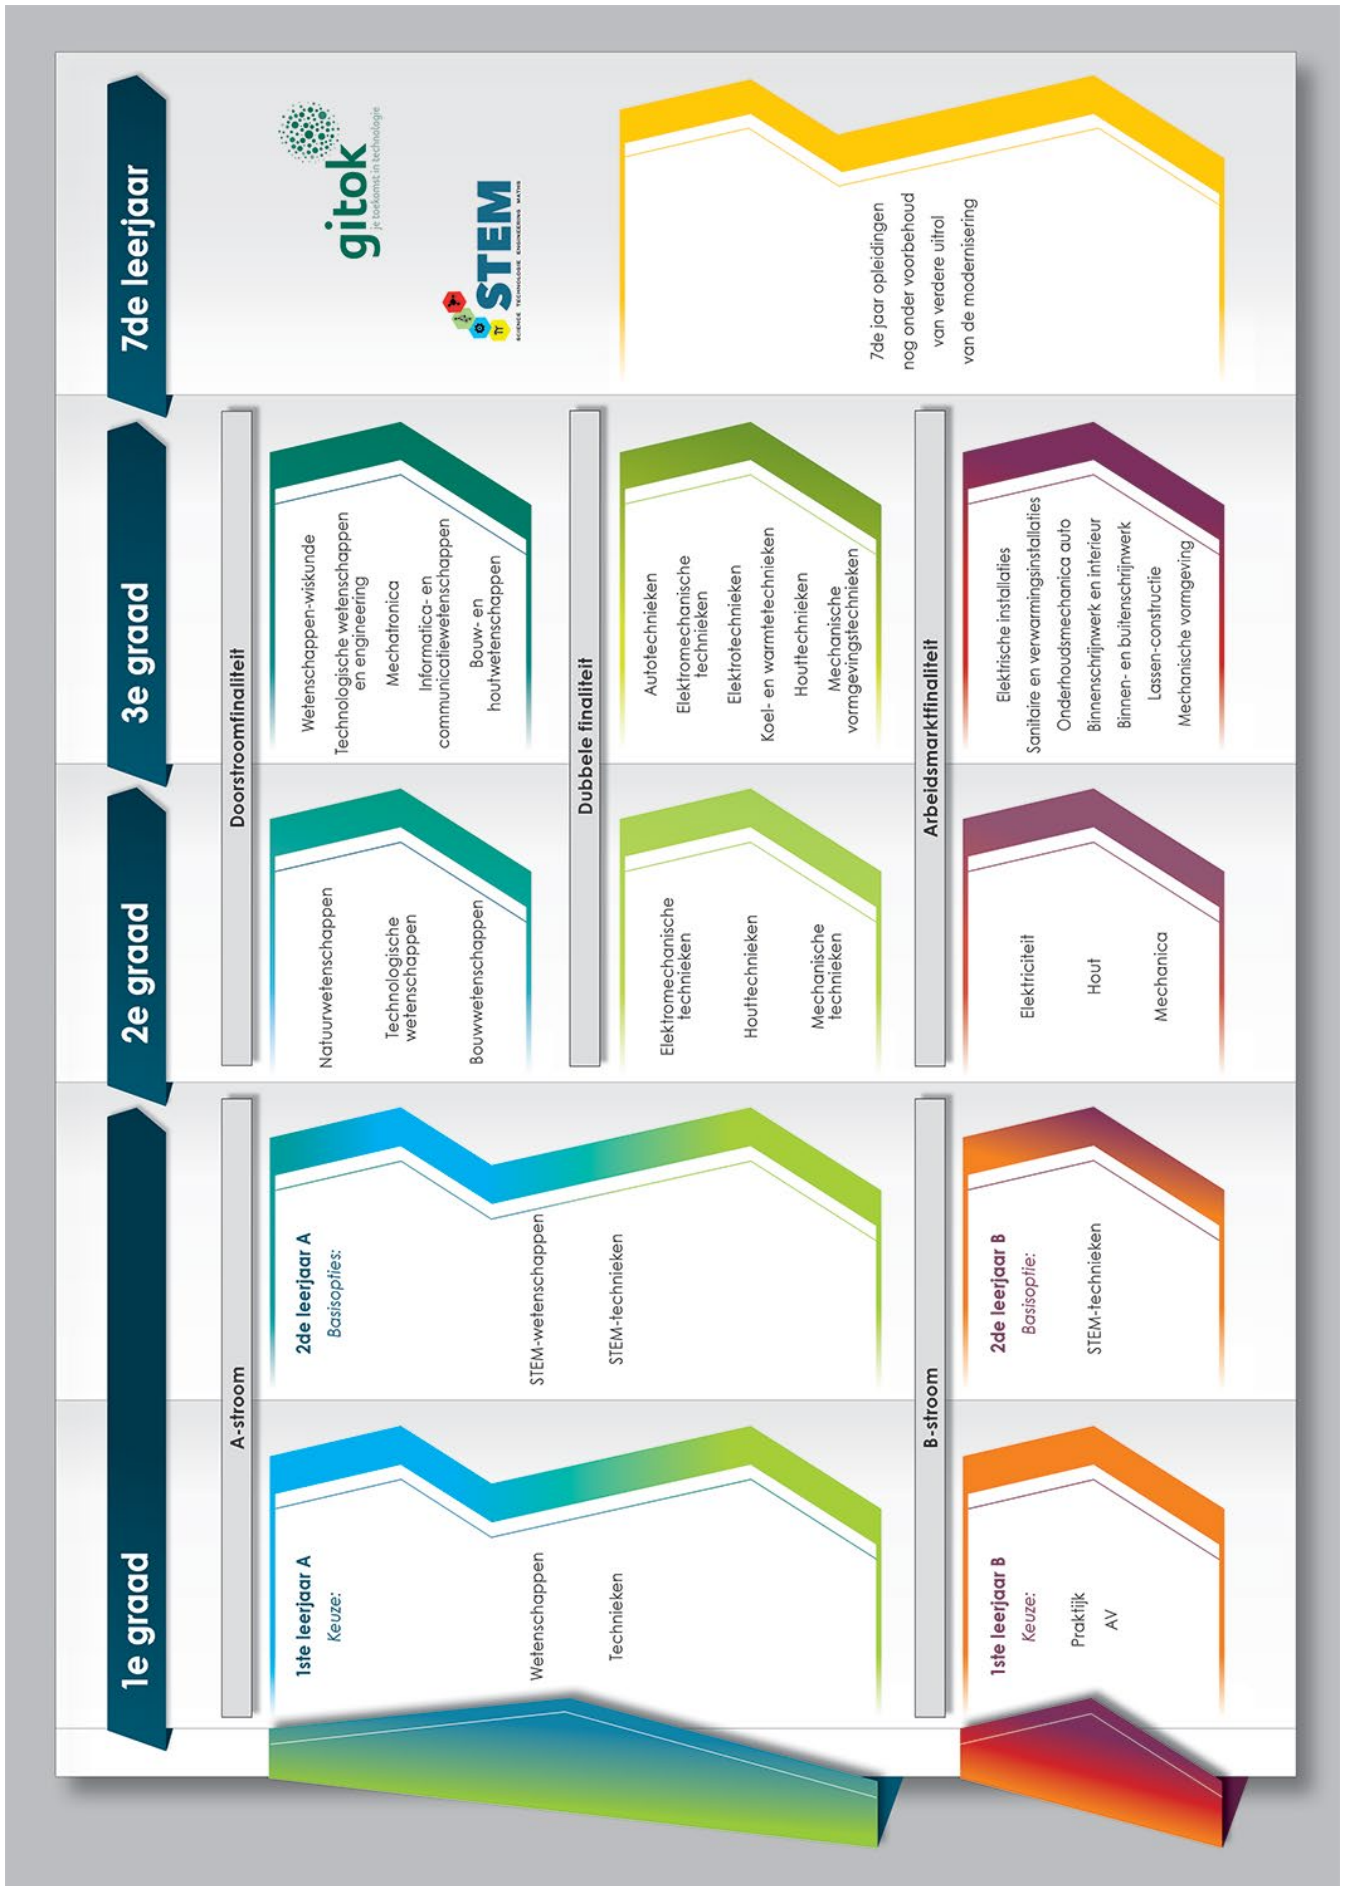 1e graad
2e graad
3e graad
7de leerjaar
A-stroom
1ste leerjaar A
Keuze:
Wetenschappen
Technieken
2de leerjaar A
Basisopties:
STEM-wetenschappen
STEM-technieken
B-stroom
1ste leerjaar B
Keuze:
Praktijk
AV
2de leerjaar B
Basisoptie:
STEM-technieken
Doorstroomfinaliteit
Natuurwetenschappen
Technologische
wetenschappen
Bouwwetenschappen
Wetenschappen-wiskunde
Technologische wetenschappen
en engineering
Mechatronica
Informatica- en
communicatiewetenschappen
Bouw- en
houtwetenschappen
Dubbele finaliteit
Elektromechanische
technieken
Houttechnieken
Mechanische
technieken
Autotechnieken
Elektromechanische
technieken
Elektrotechnieken
Koel- en warmtetechnieken
Houttechnieken
Mechanische
vormgevingstechnieken
Arbeidsmarktfinaliteit
Elektriciteit
Hout
Mechanica
Elektrische installaties
Sanitaire en verwarmingsinstallaties
Onderhoudsmechanica auto
Binnenschrijnwerk en interieur
Binnen- en buitenschrijnwerk
Lassen-constructie
Mechanische vormgeving
gitok
je toekomst in technologie
STEM
SCIENCE TECHNOLOGIE ENGINEERING MATHS
7de jaar opleidingen
nog onder voorbehoud
van verdere uitrol
van de modernisering